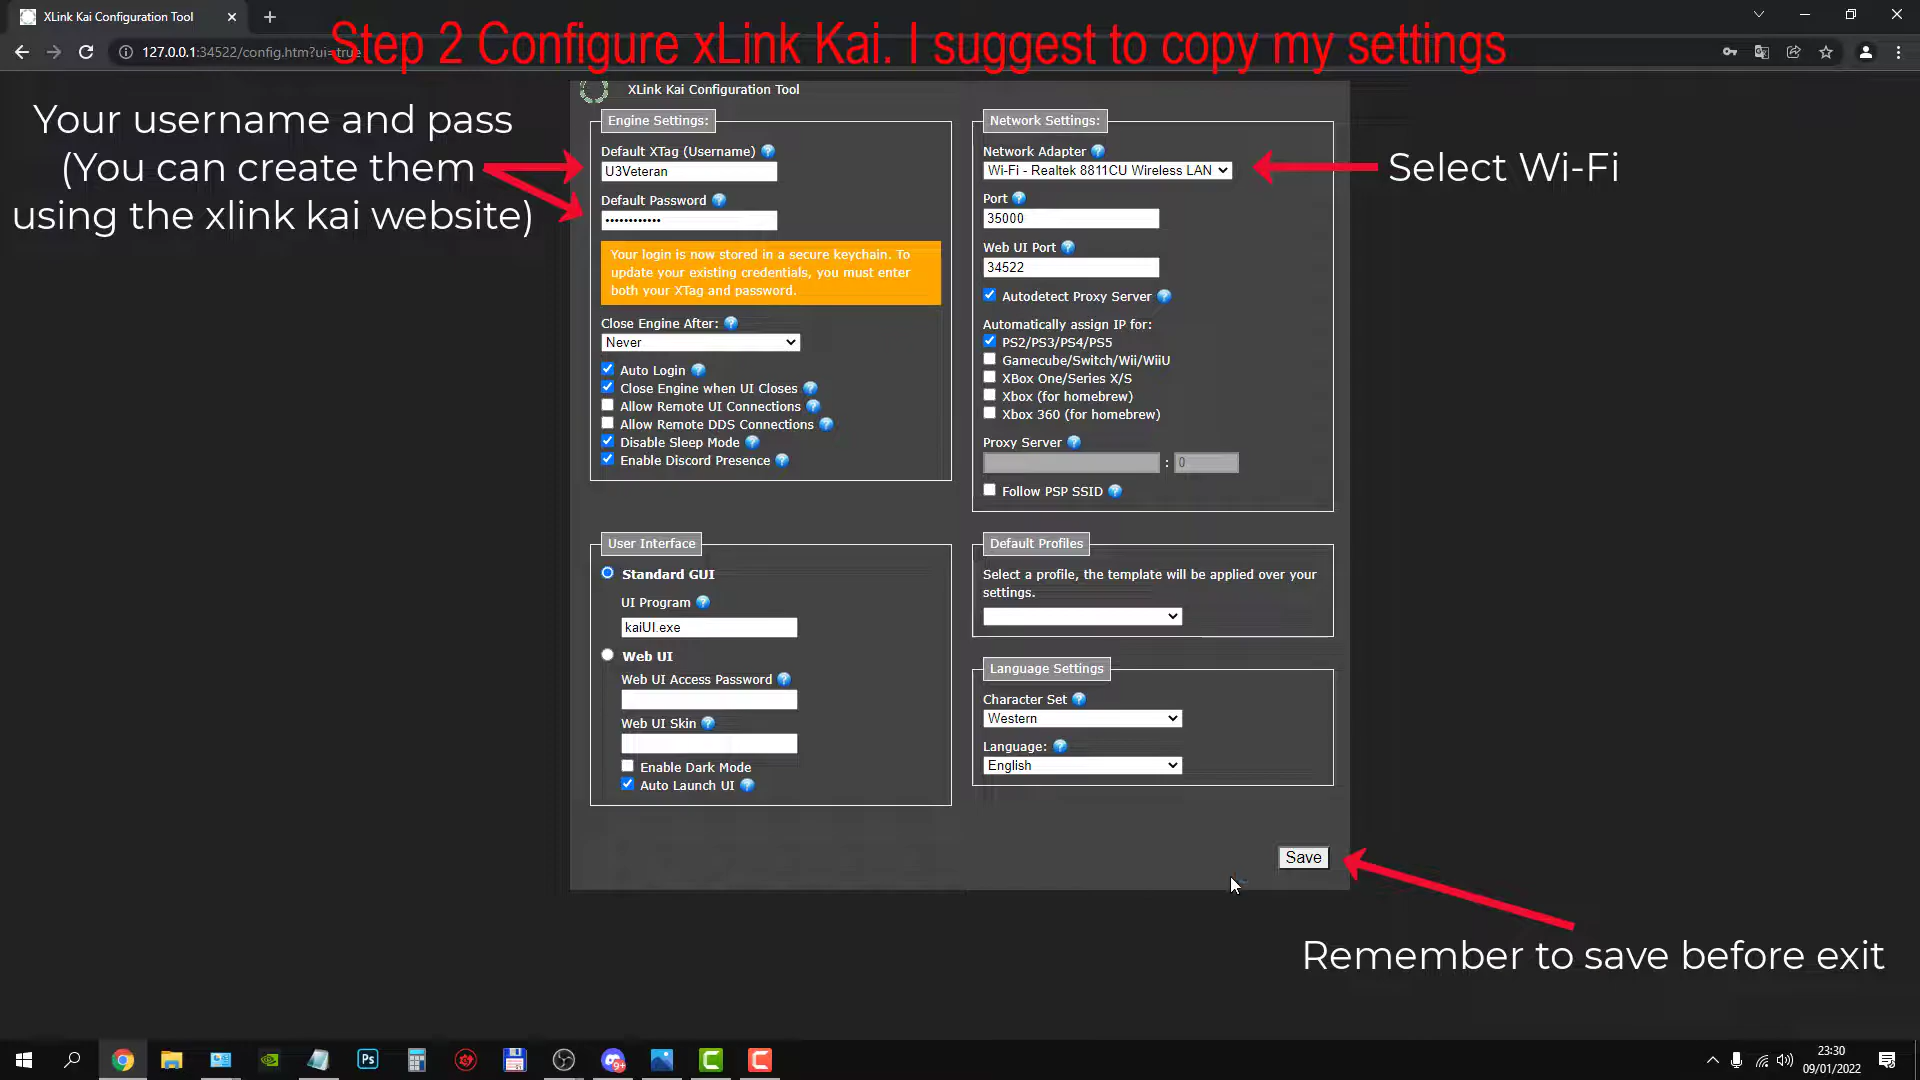 XLink Kai Configuration Tool
127.0.0.1:34522/config.htm?ui=true
Step 2 Configure xLink Kai. I suggest to copy my settings
XLink Kai Configuration Tool
Your username and pass
(You can create them
using the xlink kai website)
Engine Settings:
Default XTag (Username)
U3Veteran
Default Password
••••••••••••
Your login is now stored in a secure keychain. To
update your existing credentials, you must enter
both your XTag and password.
Close Engine After:
Never
Auto Login
Close Engine when UI Closes
Allow Remote UI Connections
Allow Remote DDS Connections
Disable Sleep Mode
Enable Discord Presence
Network Settings:
Network Adapter
Wi-Fi - Realtek 8811CU Wireless LAN
Select Wi-Fi
Port
35000
Web UI Port
34522
Autodetect Proxy Server
Automatically assign IP for:
PS2/PS3/PS4/PS5
Gamecube/Switch/Wii/WiiU
XBox One/Series X/S
Xbox (for homebrew)
Xbox 360 (for homebrew)
Proxy Server
: 0
Follow PSP SSID
User Interface
Standard GUI
UI Program
kaiUI.exe
Web UI
Web UI Access Password
Web UI Skin
Enable Dark Mode
Auto Launch UI
Default Profiles
Select a profile, the template will be applied over your
settings.
Language Settings
Character Set
Western
Language:
English
Save
Remember to save before exit
Ps
9+
23:30
09/01/2022